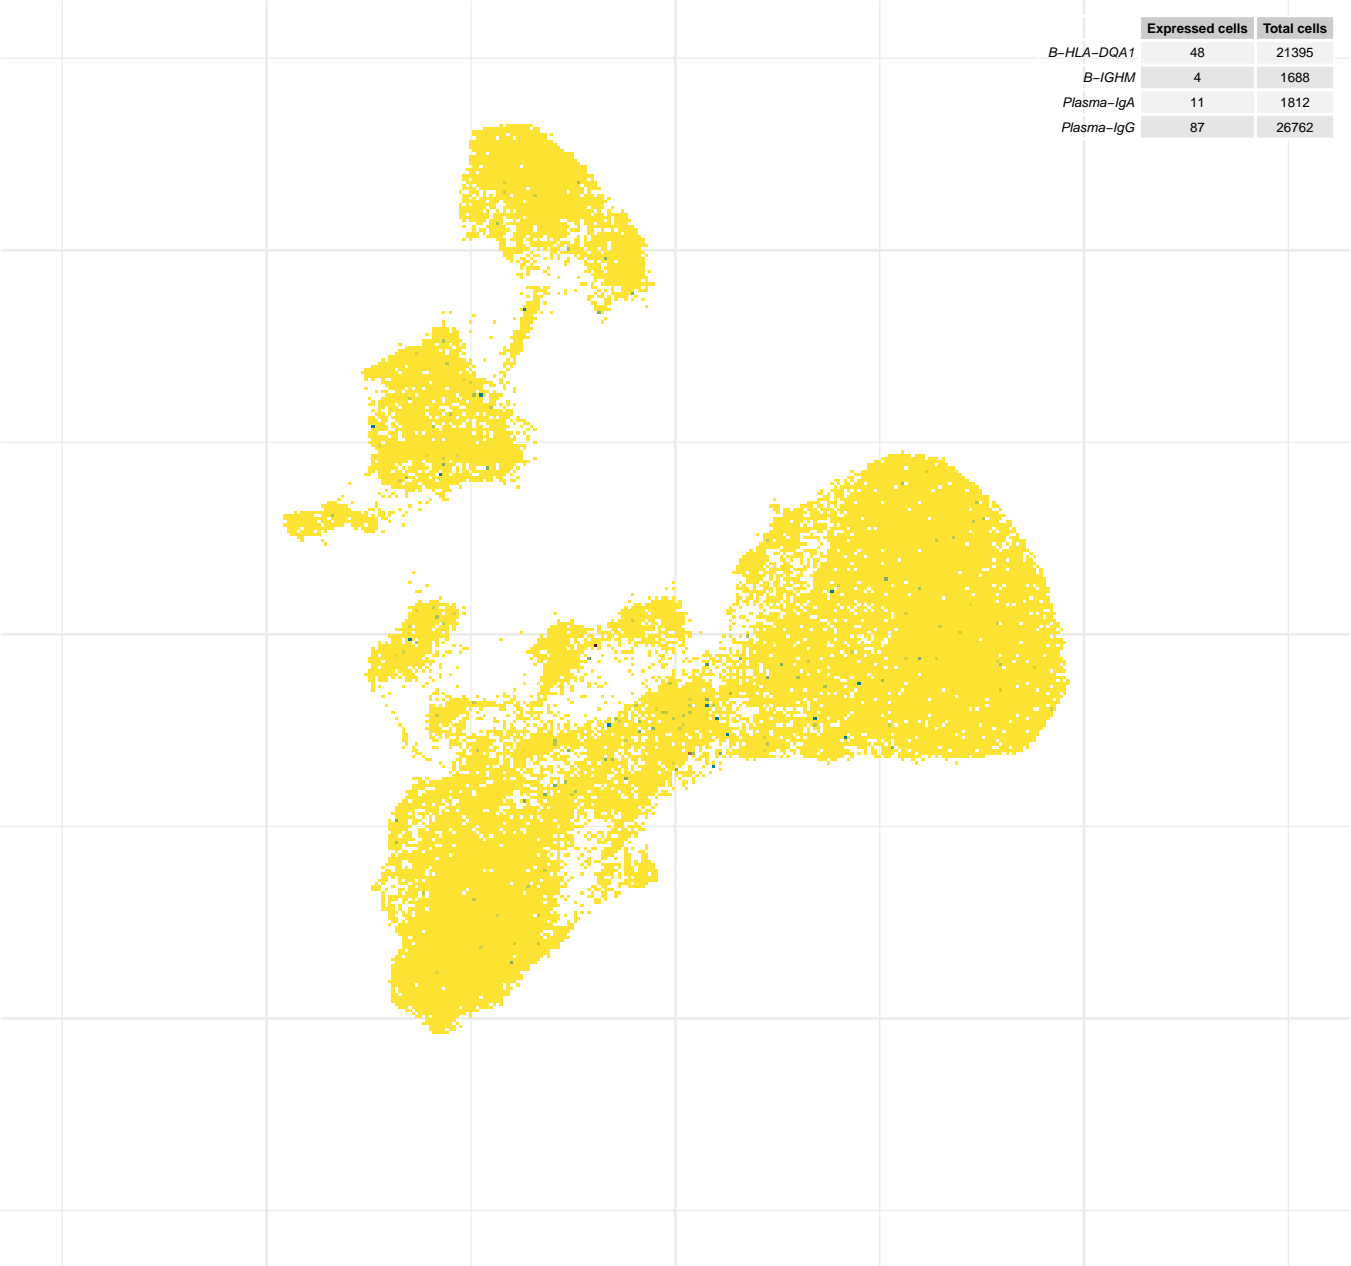 Expressed cells Total cells
B−HLA−DQA1 48 21395
B−IGHM 4 1688
Plasma−IgA 11 1812
Plasma−IgG 87 26762